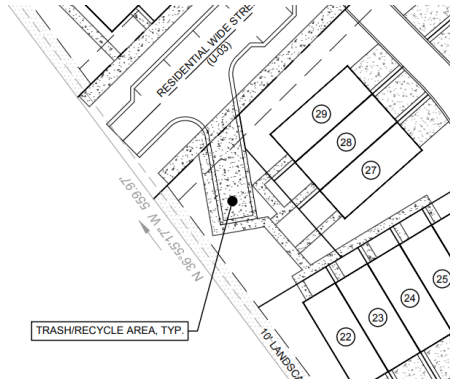 RESIDENTIAL WIDE STRE
(U-03)
29
28
27
N 36°55'17" W 559.97'
25
24
23
22
TRASH/RECYCLE AREA, TYP.
10' LANDSCA